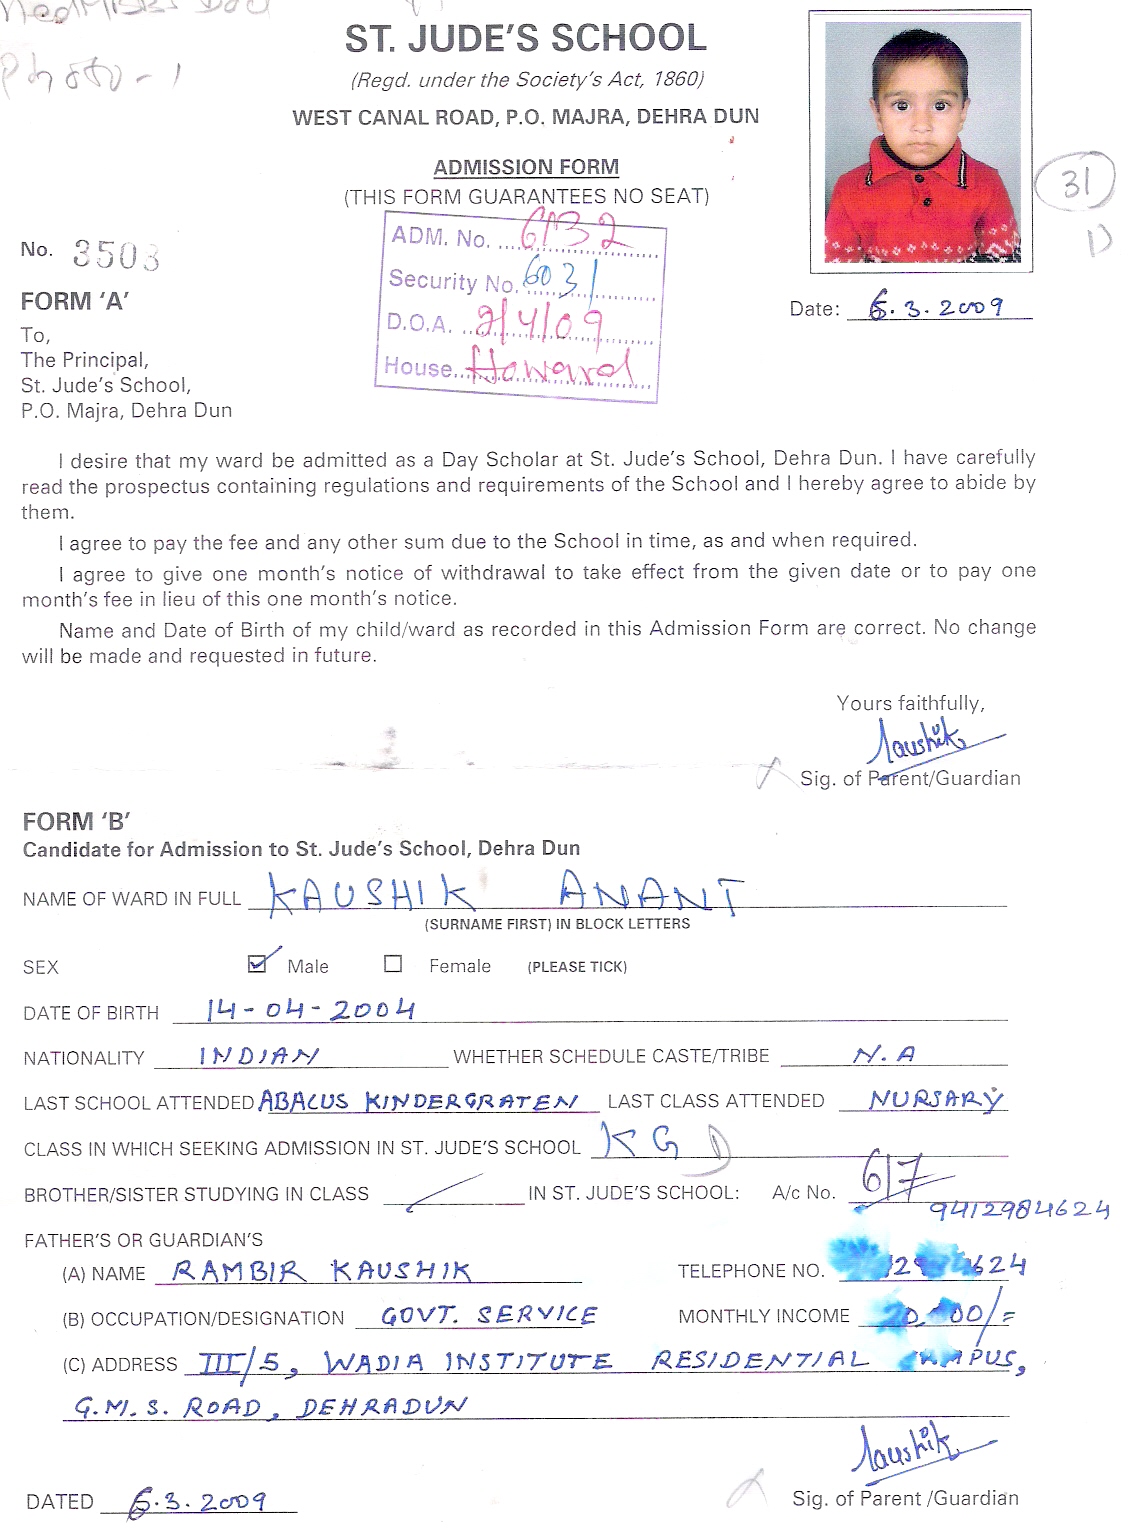 Photo - 1
ST. JUDE'S SCHOOL
(Regd. under the Society's Act, 1860)
WEST CANAL ROAD, P.O. MAJRA, DEHRA DUN
ADMISSION FORM
(THIS FORM GUARANTEES NO SEAT)
31
D
ADM. No. 6132
Security No. 6031
D.O.A. 2/4/09
House Howard
No. 3503
Date: 6.3.2009
FORM 'A'
To,
The Principal,
St. Jude's School,
P.O. Majra, Dehra Dun
I desire that my ward be admitted as a Day Scholar at St. Jude's School, Dehra Dun. I have carefully
read the prospectus containing regulations and requirements of the School and I hereby agree to abide by
them.
I agree to pay the fee and any other sum due to the School in time, as and when required.
I agree to give one month's notice of withdrawal to take effect from the given date or to pay one
month's fee in lieu of this one month's notice.
Name and Date of Birth of my child/ward as recorded in this Admission Form are correct. No change
will be made and requested in future.
Yours faithfully,
Kaushik
Sig. of Parent/Guardian
FORM 'B'
Candidate for Admission to St. Jude's School, Dehra Dun
NAME OF WARD IN FULL KAUSHIK ANANT
(SURNAME FIRST) IN BLOCK LETTERS
SEX Male Female (PLEASE TICK)
DATE OF BIRTH 14-04-2004
NATIONALITY INDIAN WHETHER SCHEDULE CASTE/TRIBE N.A
LAST SCHOOL ATTENDED ABACUS KINDERGRATEN LAST CLASS ATTENDED NURSARY
CLASS IN WHICH SEEKING ADMISSION IN ST. JUDE'S SCHOOL KG D
BROTHER/SISTER STUDYING IN CLASS IN ST. JUDE'S SCHOOL: A/c No. 617
9412984624
FATHER'S OR GUARDIAN'S
(A) NAME RAMBIR KAUSHIK TELEPHONE NO. 624
(B) OCCUPATION/DESIGNATION GOVT. SERVICE MONTHLY INCOME
(C) ADDRESS III/5, WADIA INSTITUTE RESIDENTIAL CAMPUS,
G.M.S. ROAD, DEHRADUN
Kaushik
DATED 6.3.2009 Sig. of Parent /Guardian